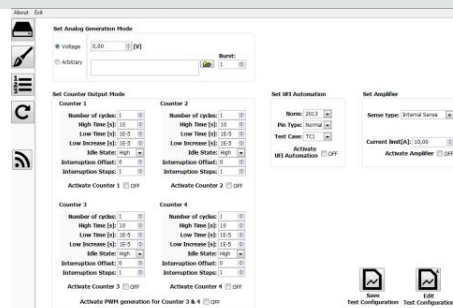 About Exit
Set Analog Generation Mode
Voltage 0,00 [V]
Arbitrary
Burst:
1
Set Counter Output Mode
Counter 1
Number of cycles: 1
High Time [s]: 10
Low Time [s]: 1E-5
Low Increase [s]: 1E-5
Idle State: High
Interruption Offset: 0
Interruption Steps: 1
Activate Counter 1 OFF
Counter 2
Number of cycles: 1
High Time [s]: 10
Low Time [s]: 1E-5
Low Increase [s]: 1E-5
Idle State: High
Interruption Offset: 0
Interruption Steps: 1
Activate Counter 2 OFF
Counter 3
Number of cycles: 1
High Time [s]: 10
Low Time [s]: 1E-5
Low Increase [s]: 1E-5
Idle State: High
Interruption Offset: 0
Interruption Steps: 1
Activate Counter 3 OFF
Counter 4
Number of cycles: 1
High Time [s]: 10
Low Time [s]: 1E-5
Low Increase [s]: 1E-5
Idle State: High
Interruption Offset: 0
Interruption Steps: 1
Activate Counter 4 OFF
Activate PWM generation for Counter 3 & 4 OFF
Set UFI Automation
Norm: 2013
Pin Type: Normal
Test Case: TC1
Activate
UFI Automation OFF
Set Amplifier
Sense type: Internal Sense
Current limit[A]: 10,00
Activate Amplifier OFF
Save
Test Configuration
Edit
Test Configuration